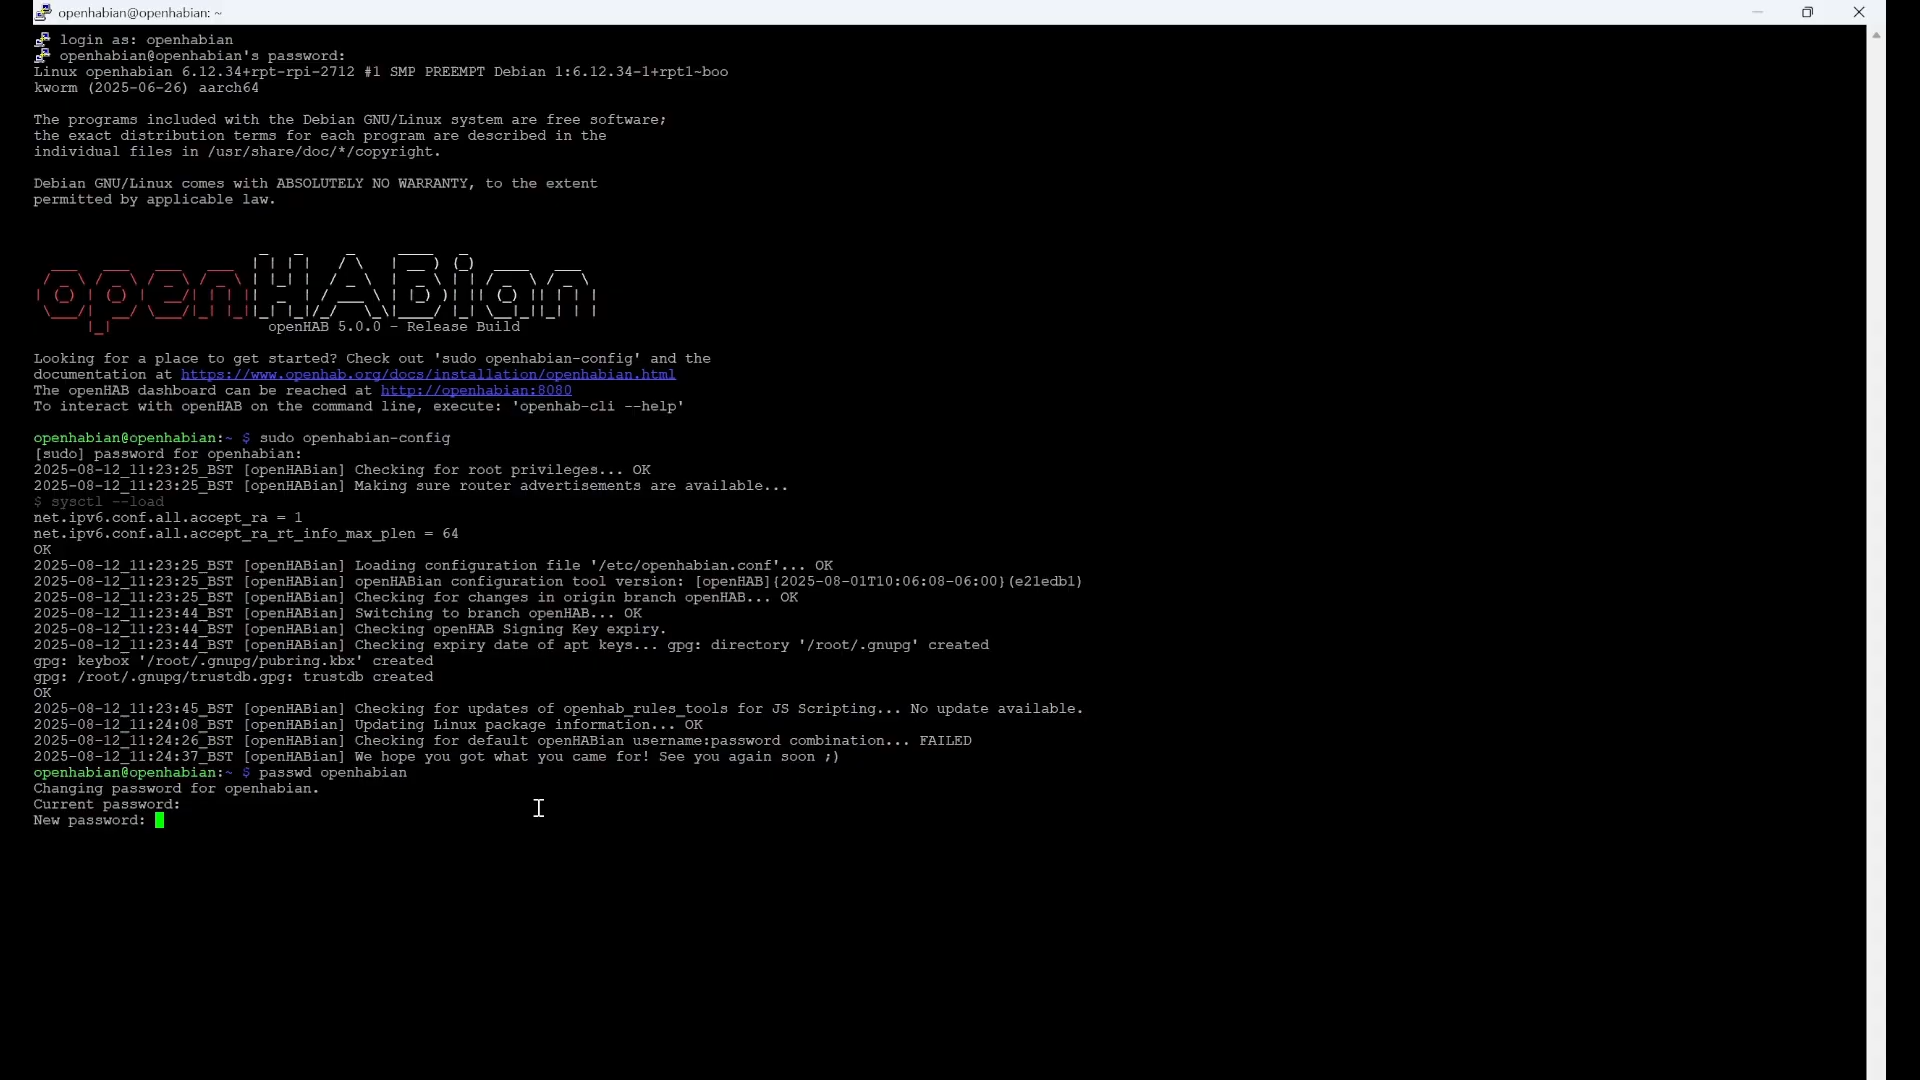 openhabian@openhabian: ~
login as: openhabian
openhabian@openhabian's password:
Linux openhabian 6.12.34+rpt-rpi-2712 #1 SMP PREEMPT Debian 1:6.12.34-1+rpt1~boo
kworm (2025-06-26) aarch64
The programs included with the Debian GNU/Linux system are free software;
the exact distribution terms for each program are described in the
individual files in /usr/share/doc/*/copyright.
Debian GNU/Linux comes with ABSOLUTELY NO WARRANTY, to the extent
permitted by applicable law.
openHABian
openHAB 5.0.0 - Release Build
Looking for a place to get started? Check out 'sudo openhabian-config' and the
documentation at https://www.openhab.org/docs/installation/openhabian.html
The openHAB dashboard can be reached at http://openhabian:8080
To interact with openHAB on the command line, execute: 'openhab-cli --help'
openhabian@openhabian:~ $ sudo openhabian-config
[sudo] password for openhabian:
2025-08-12_11:23:25_BST [openHABian] Checking for root privileges... OK
2025-08-12_11:23:25_BST [openHABian] Making sure router advertisements are available...
$ sysctl --load
net.ipv6.conf.all.accept_ra = 1
net.ipv6.conf.all.accept_ra_rt_info_max_plen = 64
OK
2025-08-12_11:23:25_BST [openHABian] Loading configuration file '/etc/openhabian.conf'... OK
2025-08-12_11:23:25_BST [openHABian] openHABian configuration tool version: [openHAB]{2025-08-01T10:06:08-06:00}(e21edb1)
2025-08-12_11:23:25_BST [openHABian] Checking for changes in origin branch openHAB... OK
2025-08-12_11:23:44_BST [openHABian] Switching to branch openHAB... OK
2025-08-12_11:23:44_BST [openHABian] Checking openHAB Signing Key expiry.
2025-08-12_11:23:44_BST [openHABian] Checking expiry date of apt keys... gpg: directory '/root/.gnupg' created
gpg: keybox '/root/.gnupg/pubring.kbx' created
gpg: /root/.gnupg/trustdb.gpg: trustdb created
OK
2025-08-12_11:23:45_BST [openHABian] Checking for updates of openhab_rules_tools for JS Scripting... No update available.
2025-08-12_11:24:08_BST [openHABian] Updating Linux package information... OK
2025-08-12_11:24:26_BST [openHABian] Checking for default openHABian username:password combination... FAILED
2025-08-12_11:24:37_BST [openHABian] We hope you got what you came for! See you again soon ;)
openhabian@openhabian:~ $ passwd openhabian
Changing password for openhabian.
Current password:
New password: